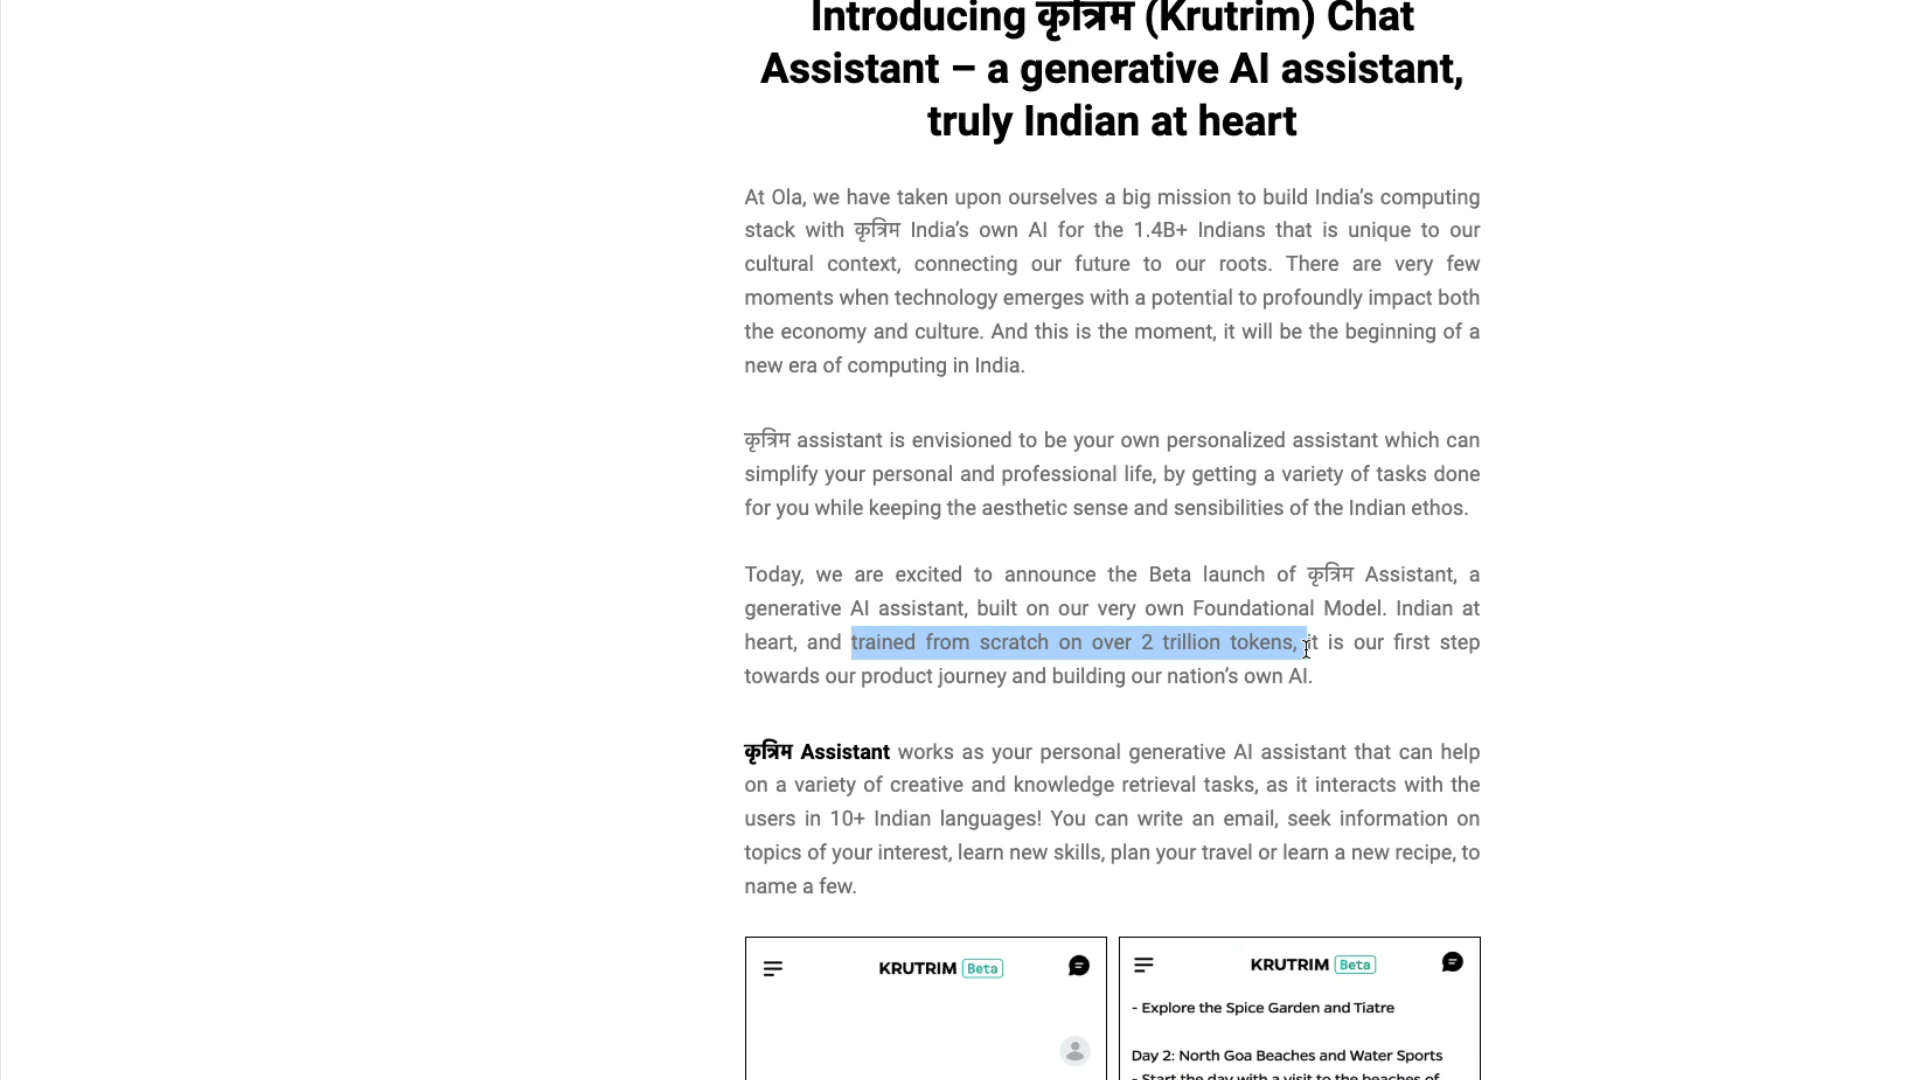 Introducing कृत्रिम (Krutrim) Chat
Assistant – a generative AI assistant,
truly Indian at heart
At Ola, we have taken upon ourselves a big mission to build India’s computing
stack with कृत्रिम India’s own AI for the 1.4B+ Indians that is unique to our
cultural context, connecting our future to our roots. There are very few
moments when technology emerges with a potential to profoundly impact both
the economy and culture. And this is the moment, it will be the beginning of a
new era of computing in India.
कृत्रिम assistant is envisioned to be your own personalized assistant which can
simplify your personal and professional life, by getting a variety of tasks done
for you while keeping the aesthetic sense and sensibilities of the Indian ethos.
Today, we are excited to announce the Beta launch of कृत्रिम Assistant, a
generative AI assistant, built on our very own Foundational Model. Indian at
heart, and trained from scratch on over 2 trillion tokens, it is our first step
towards our product journey and building our nation’s own AI.
कृत्रिम Assistant works as your personal generative AI assistant that can help
on a variety of creative and knowledge retrieval tasks, as it interacts with the
users in 10+ Indian languages! You can write an email, seek information on
topics of your interest, learn new skills, plan your travel or learn a new recipe, to
name a few.
KRUTRIM Beta
KRUTRIM Beta
- Explore the Spice Garden and Tiatre
Day 2: North Goa Beaches and Water Sports
- Start the day with a visit to the beaches of